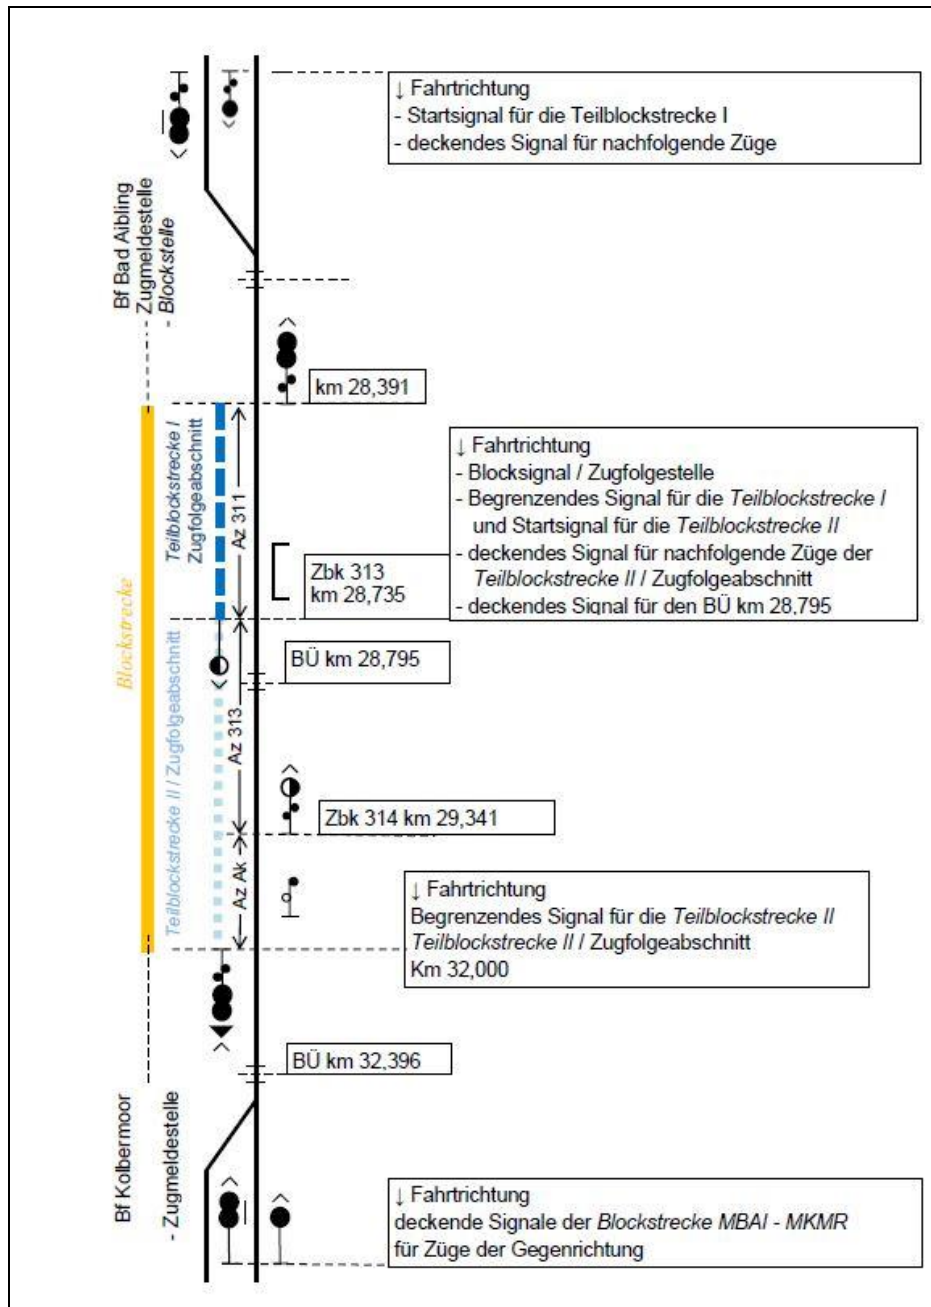 ↓ Fahrtrichtung
- Startsignal für die Teilblockstrecke I
- deckendes Signal für nachfolgende Züge
Bf Bad Aibling
Zugmeldestelle
- Blockstelle
km 28,391
Blockstrecke
Teilblockstrecke I
Zugfolgeabschnitt
Az 311
↓ Fahrtrichtung
- Blocksignal / Zugfolgestelle
- Begrenzendes Signal für die Teilblockstrecke I
und Startsignal für die Teilblockstrecke II
- deckendes Signal für nachfolgende Züge der
Teilblockstrecke II / Zugfolgeabschnitt
- deckendes Signal für den BÜ km 28,795
Zbk 313
km 28,735
BÜ km 28,795
Teilblockstrecke II / Zugfolgeabschnitt
Az 313
Zbk 314 km 29,341
Az Ak
↓ Fahrtrichtung
Begrenzendes Signal für die Teilblockstrecke II
Teilblockstrecke II / Zugfolgeabschnitt
Km 32,000
BÜ km 32,396
Bf Kolbermoor
- Zugmeldestelle
↓ Fahrtrichtung
deckende Signale der Blockstrecke MBAI - MKMR
für Züge der Gegenrichtung